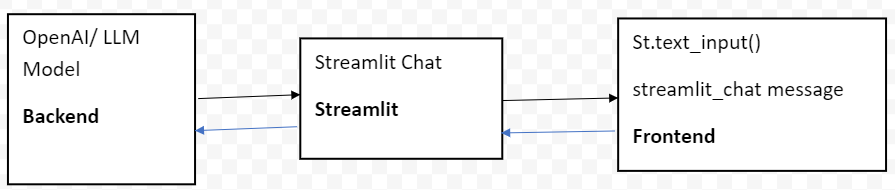 OpenAI/ LLM
Model
Backend
Streamlit Chat
Streamlit
St.text_input()
streamlit_chat message
Frontend